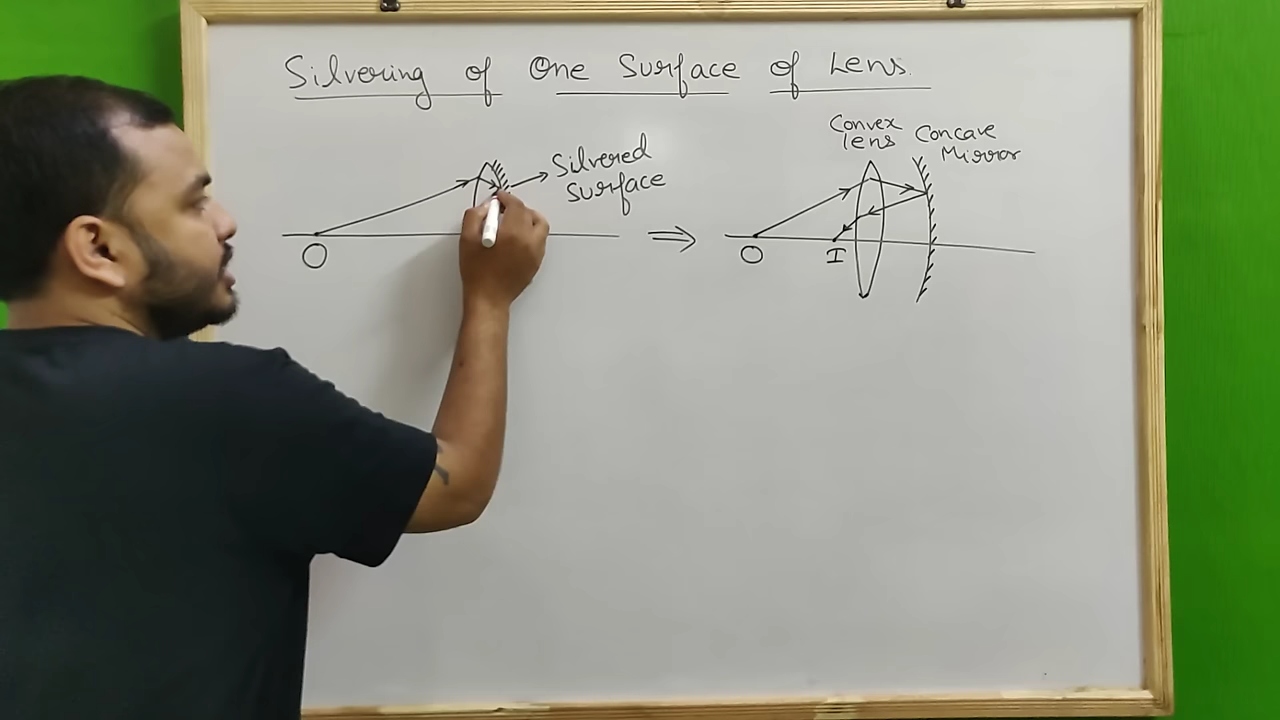 Silvering of One Surface of Lens.
Silvered
Surface
O
Convex
lens
Concave
Mirror
O
I